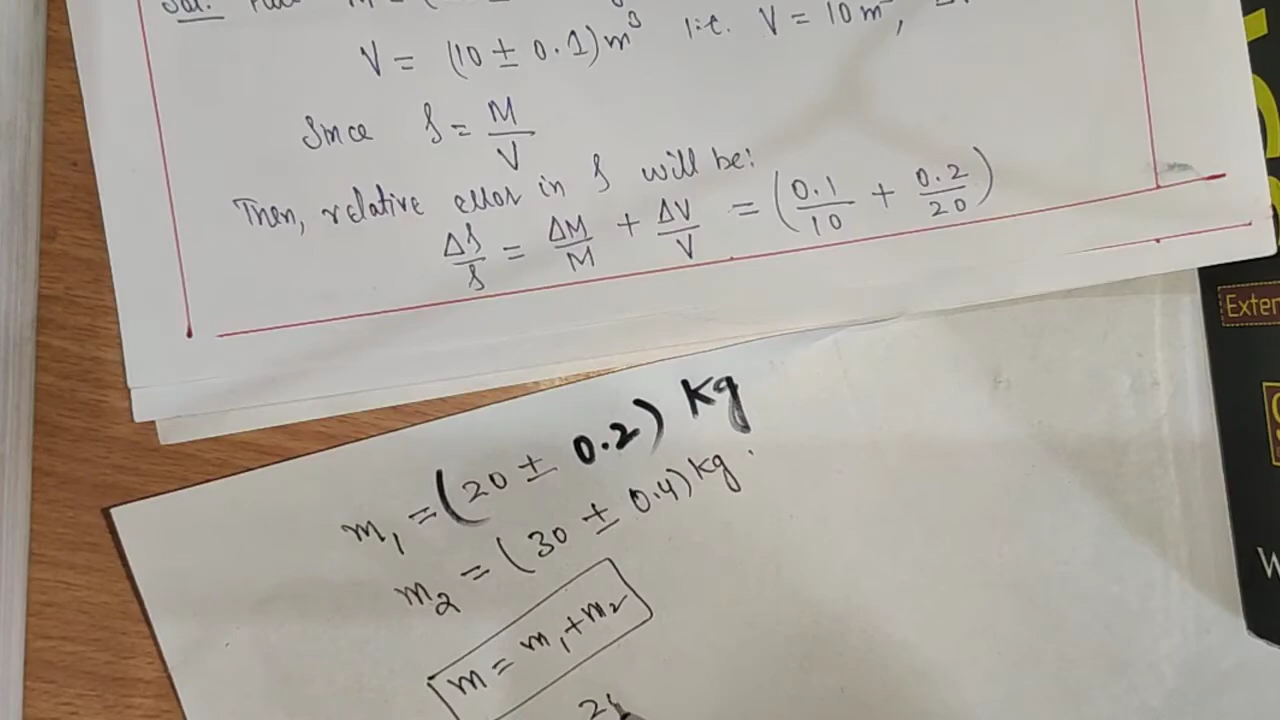 V = (10 ± 0.1) m³ i.e. V = 10 m
Since ρ = M/V
Then, relative error in ρ will be:
Δρ/ρ = ΔM/M + ΔV/V = (0.1/10 + 0.2/20)
m₁ = (20 ± 0.2) Kg
m₂ = (30 ± 0.4) kg.
m = m₁ + m₂
Exter